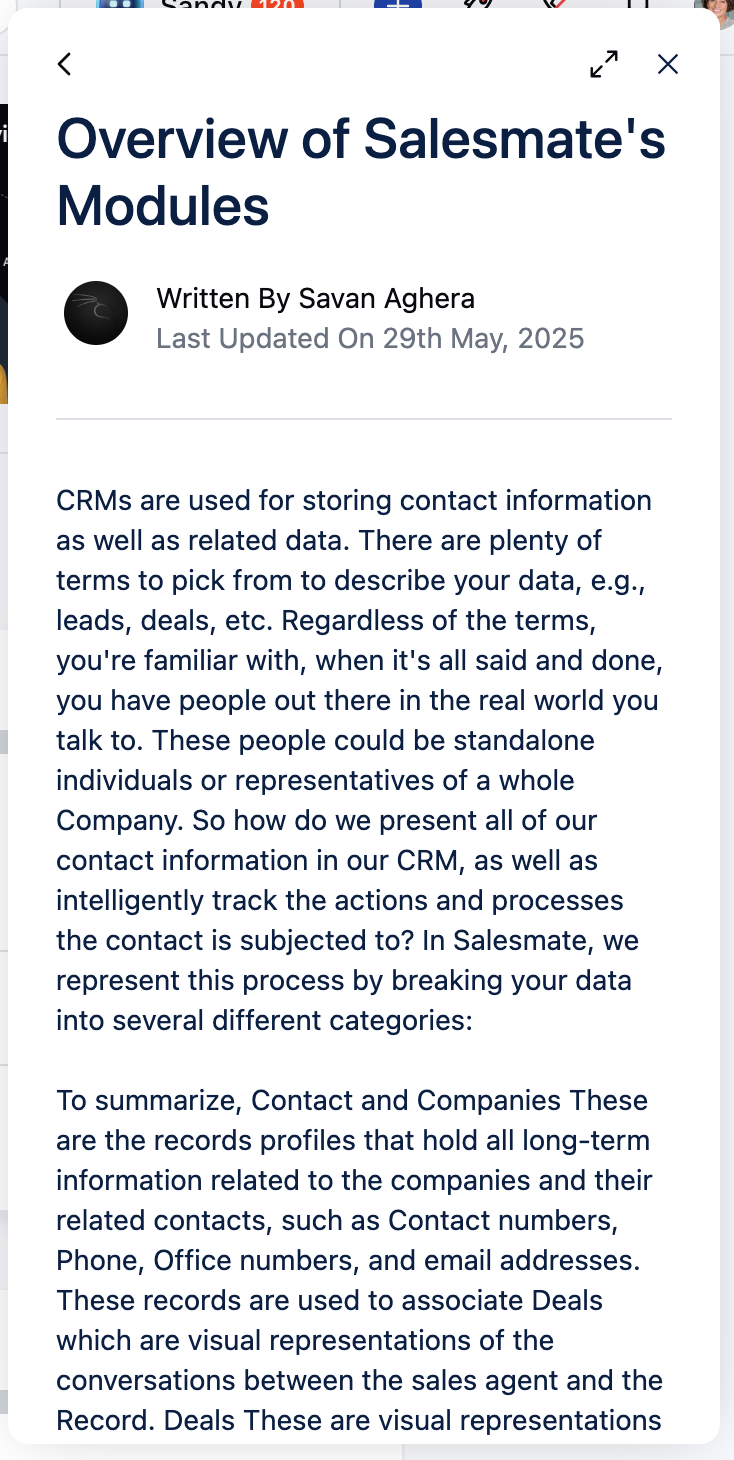 Sandy 120
Overview of Salesmate's
Modules
Written By Savan Aghera
Last Updated On 29th May, 2025
CRMs are used for storing contact information
as well as related data. There are plenty of
terms to pick from to describe your data, e.g.,
leads, deals, etc. Regardless of the terms,
you're familiar with, when it's all said and done,
you have people out there in the real world you
talk to. These people could be standalone
individuals or representatives of a whole
Company. So how do we present all of our
contact information in our CRM, as well as
intelligently track the actions and processes
the contact is subjected to? In Salesmate, we
represent this process by breaking your data
into several different categories:
To summarize, Contact and Companies These
are the records profiles that hold all long-term
information related to the companies and their
related contacts, such as Contact numbers,
Phone, Office numbers, and email addresses.
These records are used to associate Deals
which are visual representations of the
conversations between the sales agent and the
Record. Deals These are visual representations